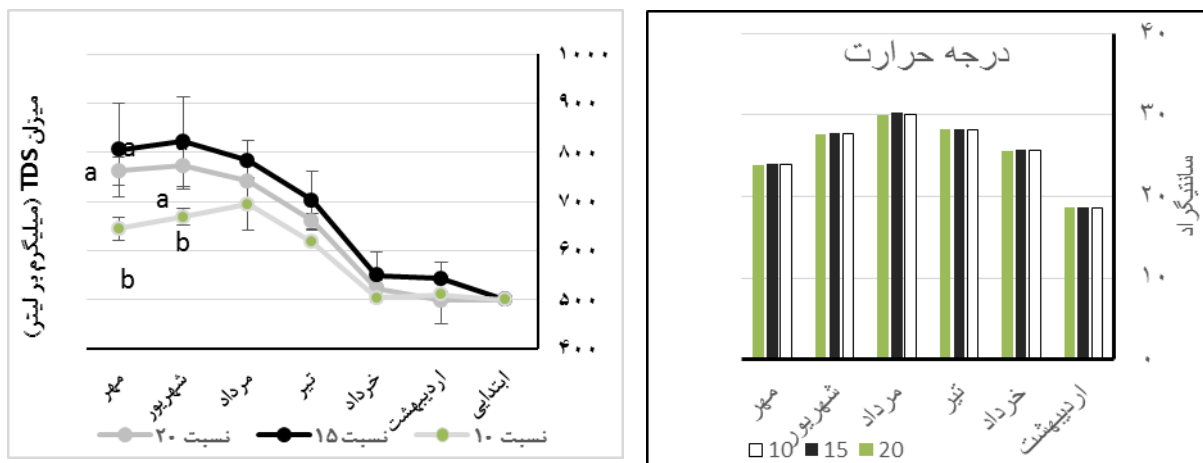 میزن TDS (میلیگرم بر لیتر)
۱۰۰۰
۹۰۰
۸۰۰
۷۰۰
۶۰۰
۵۰۰
۴۰۰
a
a
a
b
b
ابتدایی
اردیبهشت
خرداد
تیر
مرداد
شهریور
مهر
نسبت ۱۰
نسبت ۱۵
نسبت ۲۰
درجه حرارت
سانتیگراد
۴۰
۳۰
۲۰
۱۰
۰
اردیبهشت
خرداد
تیر
مرداد
شهریور
مهر
10 15 20